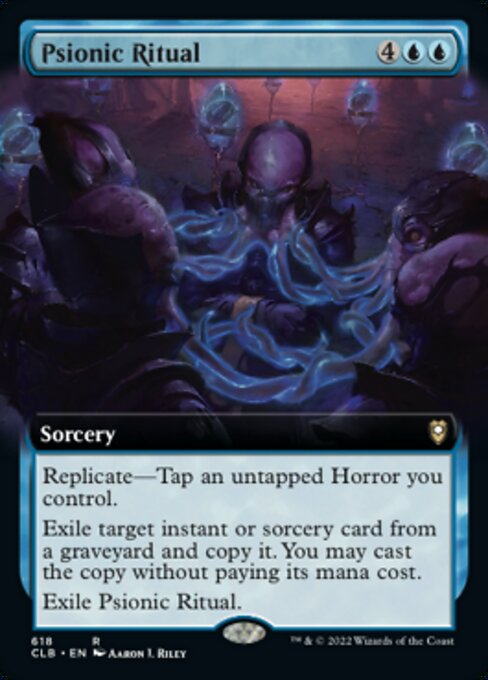 Psionic Ritual 4
Sorcery
Replicate—Tap an untapped Horror you
control.
Exile target instant or sorcery card from
a graveyard and copy it. You may cast
the copy without paying its mana cost.
Exile Psionic Ritual.
618 R
CLB • EN Aaron J. Riley
™ & © 2022 Wizards of the Coast